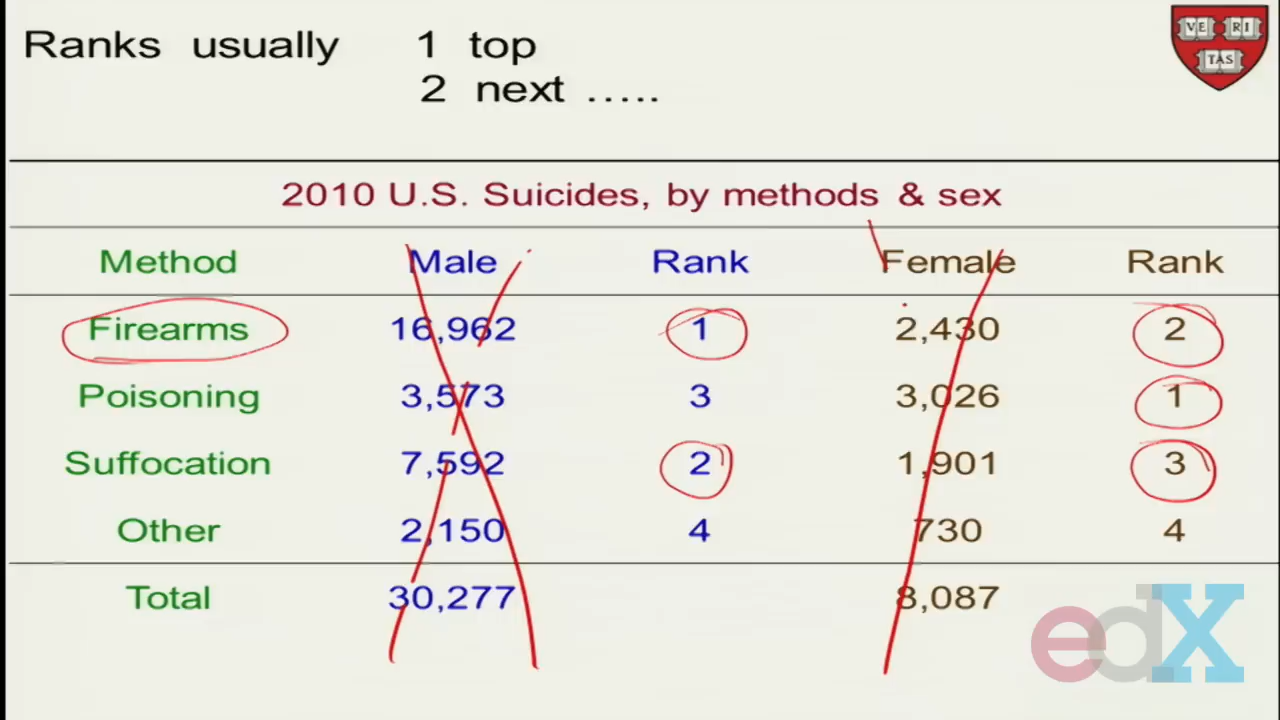 Ranks usually 1 top
2 next .....
VE RI
TAS
2010 U.S. Suicides, by methods & sex
Method Male Rank Female Rank
Firearms 16,962 1 2,430 2
Poisoning 3,573 3 3,026 1
Suffocation 7,592 2 1,901 3
Other 2,150 4 730 4
Total 30,277 8,087
edX